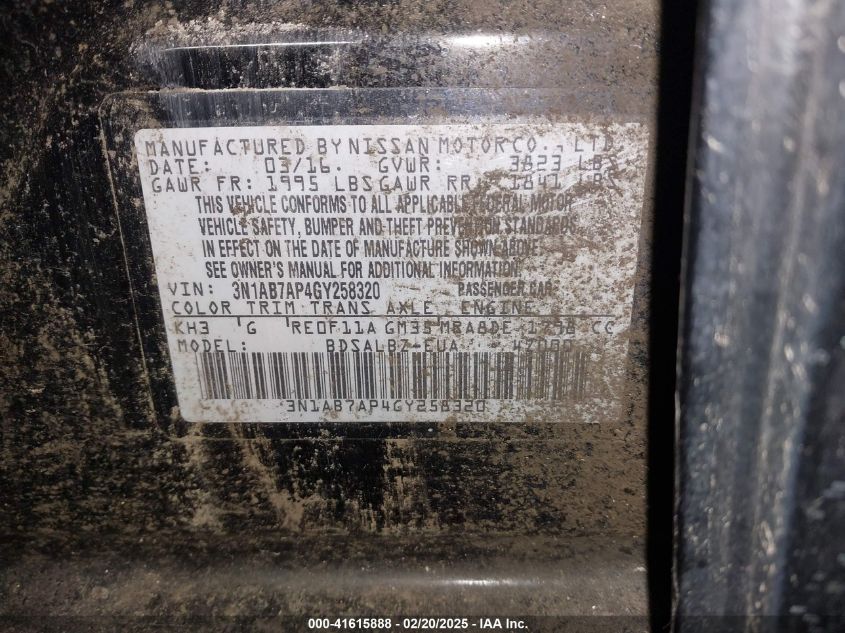 MANUFACTURED BY NISSAN MOTOR CO., LTD.
DATE: 03/16. GVWR: 3823 LBS
GAWR FR: 1995 LBS GAWR RR: 1841 LBS
THIS VEHICLE CONFORMS TO ALL APPLICABLE FEDERAL MOTOR
VEHICLE SAFETY, BUMPER AND THEFT PREVENTION STANDARDS
IN EFFECT ON THE DATE OF MANUFACTURE SHOWN ABOVE.
SEE OWNER'S MANUAL FOR ADDITIONAL INFORMATION.
VIN: 3N1AB7AP4GY258320 PASSENGER CAR
COLOR TRIM TRANS AXLE ENGINE
KH3 G RE0F11A GM38 MRA8DE 1798 CC
MODEL: BDSALBZ-EUA
3N1AB7AP4GY258320
000-41615888 - 02/20/2025 - IAA Inc.